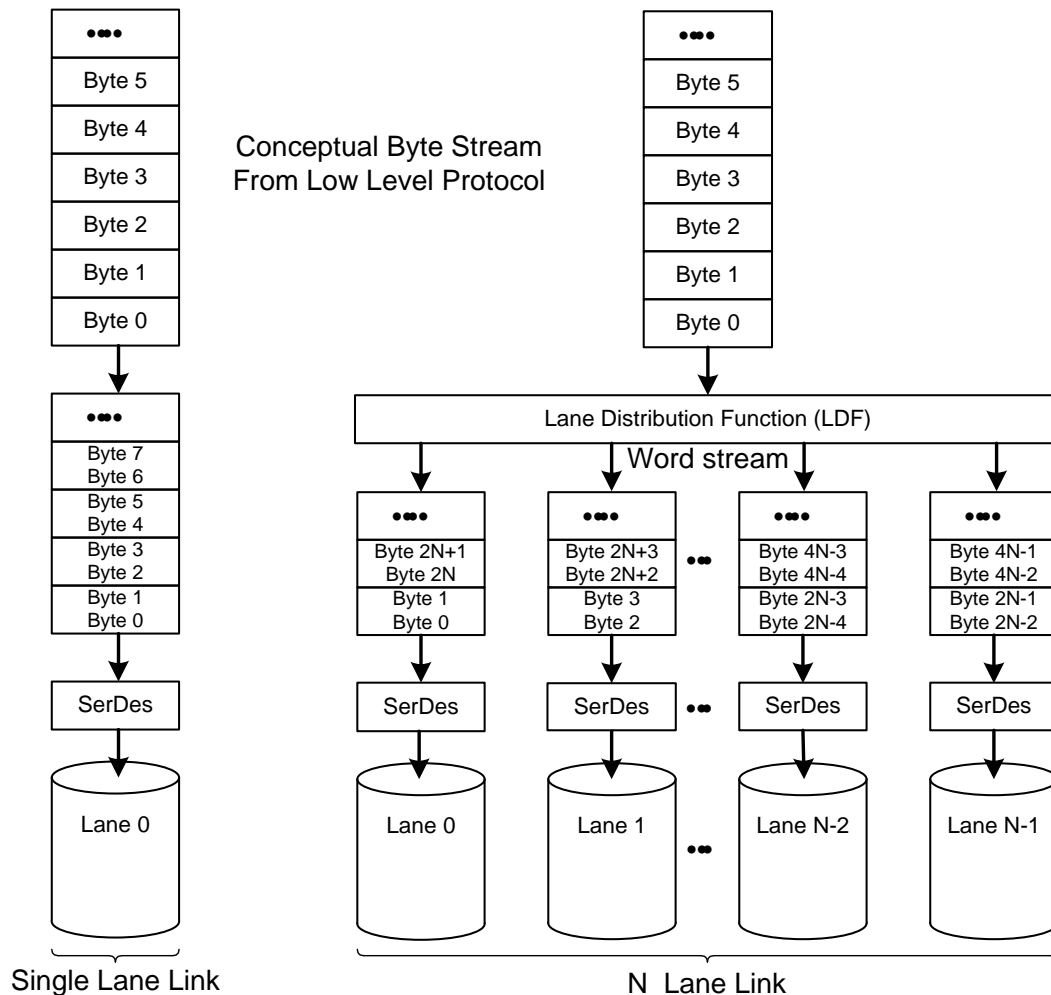 ••••
Byte 5
Byte 4
Byte 3
Byte 2
Byte 1
Byte 0
Conceptual Byte Stream
From Low Level Protocol
••••
Byte 5
Byte 4
Byte 3
Byte 2
Byte 1
Byte 0
••••
Byte 7
Byte 6
Byte 5
Byte 4
Byte 3
Byte 2
Byte 1
Byte 0
SerDes
Lane 0
Single Lane Link
Lane Distribution Function (LDF)
Word stream
••••
Byte 2N+1
Byte 2N
Byte 1
Byte 0
SerDes
Lane 0
••••
Byte 2N+3
Byte 2N+2
Byte 3
Byte 2
SerDes
Lane 1
•••
•••
•••
••••
Byte 4N-3
Byte 4N-4
Byte 2N-3
Byte 2N-4
SerDes
Lane N-2
••••
Byte 4N-1
Byte 4N-2
Byte 2N-1
Byte 2N-2
SerDes
Lane N-1
N Lane Link